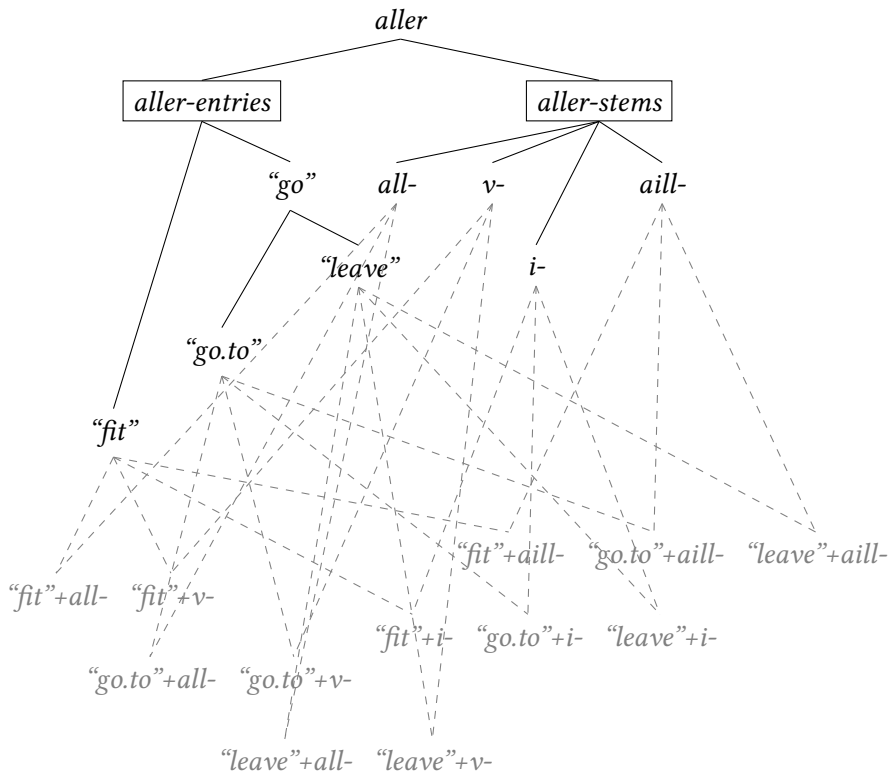 aller
aller-entries aller-stems
“go” all- v- aill-
“leave” i-
“go.to”
“fit”
“fit”+aill- “go.to”+aill- “leave”+aill-
“fit”+all- “fit”+v-
“fit”+i- “go.to”+i- “leave”+i-
“go.to”+all- “go.to”+v-
“leave”+all- “leave”+v-